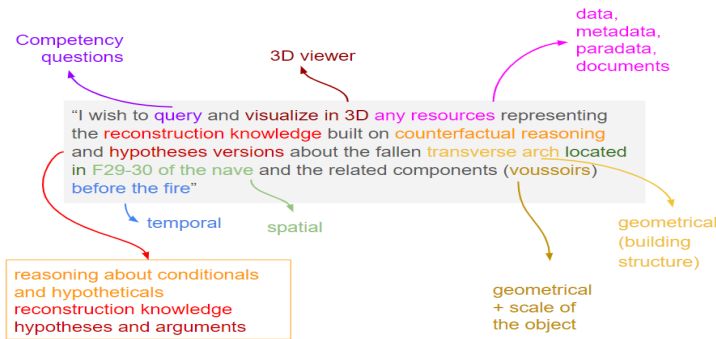 data,
metadata,
paradata,
documents
Competency
questions
3D viewer
“I wish to query and visualize in 3D any resources representing
the reconstruction knowledge built on counterfactual reasoning
and hypotheses versions about the fallen transverse arch located
in F29-30 of the nave and the related components (voussoirs)
before the fire”
temporal
spatial
geometrical
(building
structure)
reasoning about conditionals
and hypotheticals
reconstruction knowledge
hypotheses and arguments
geometrical
+ scale of
the object